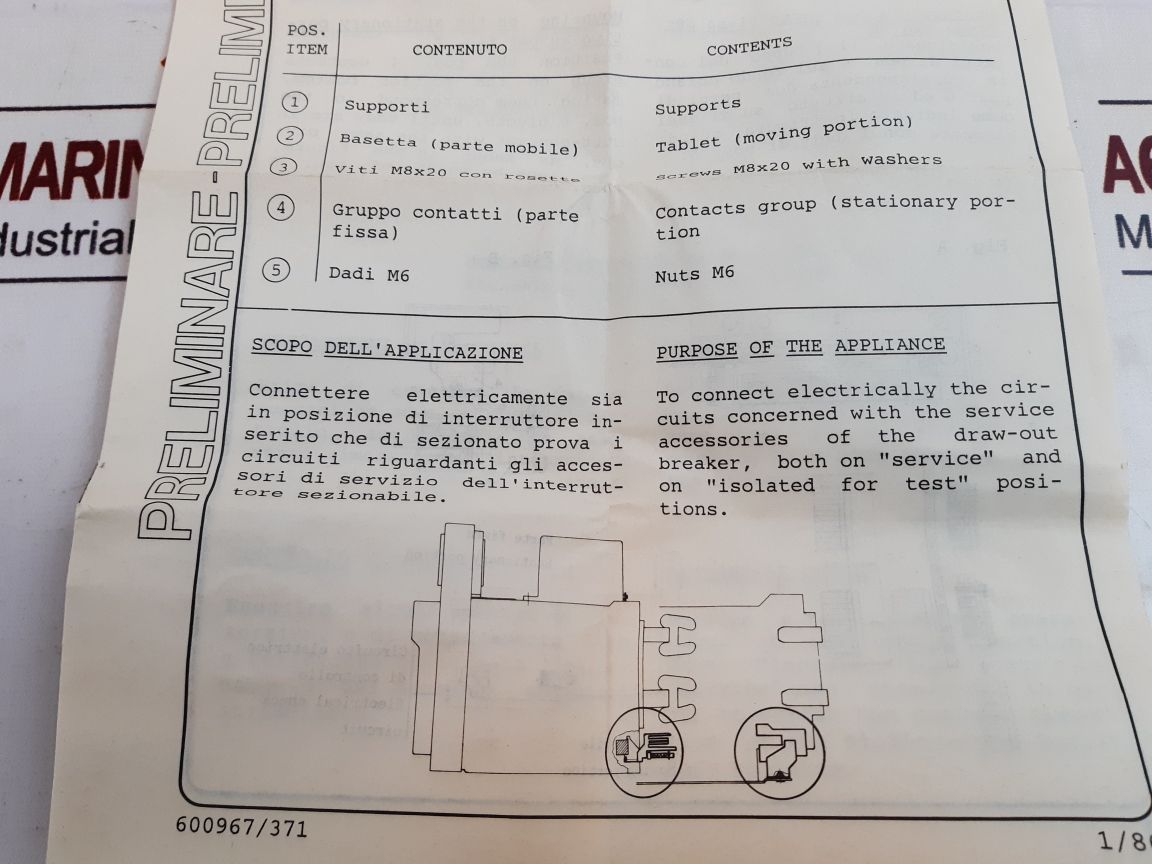 PRELIMINARE-PRELIMI
POS.
ITEM CONTENUTO CONTENTS
1 Supporti Supports
2 Basetta (parte mobile) Tablet (moving portion)
3 Viti M8x20 con rosette screws M8x20 with washers
4 Gruppo contatti (parte Contacts group (stationary por-
fissa) tion
5 Dadi M6 Nuts M6
SCOPO DELL'APPLICAZIONE
Connettere elettricamente sia
in posizione di interruttore in-
serito che di sezionato prova i
circuiti riguardanti gli acces-
sori di servizio dell'interrut-
tore sezionabile.
PURPOSE OF THE APPLIANCE
To connect electrically the cir-
cuits concerned with the service
accessories of the draw-out
breaker, both on "service" and
on "isolated for test" posi-
tions.
600967/371
1/8
MARIN
dustrial
A
M